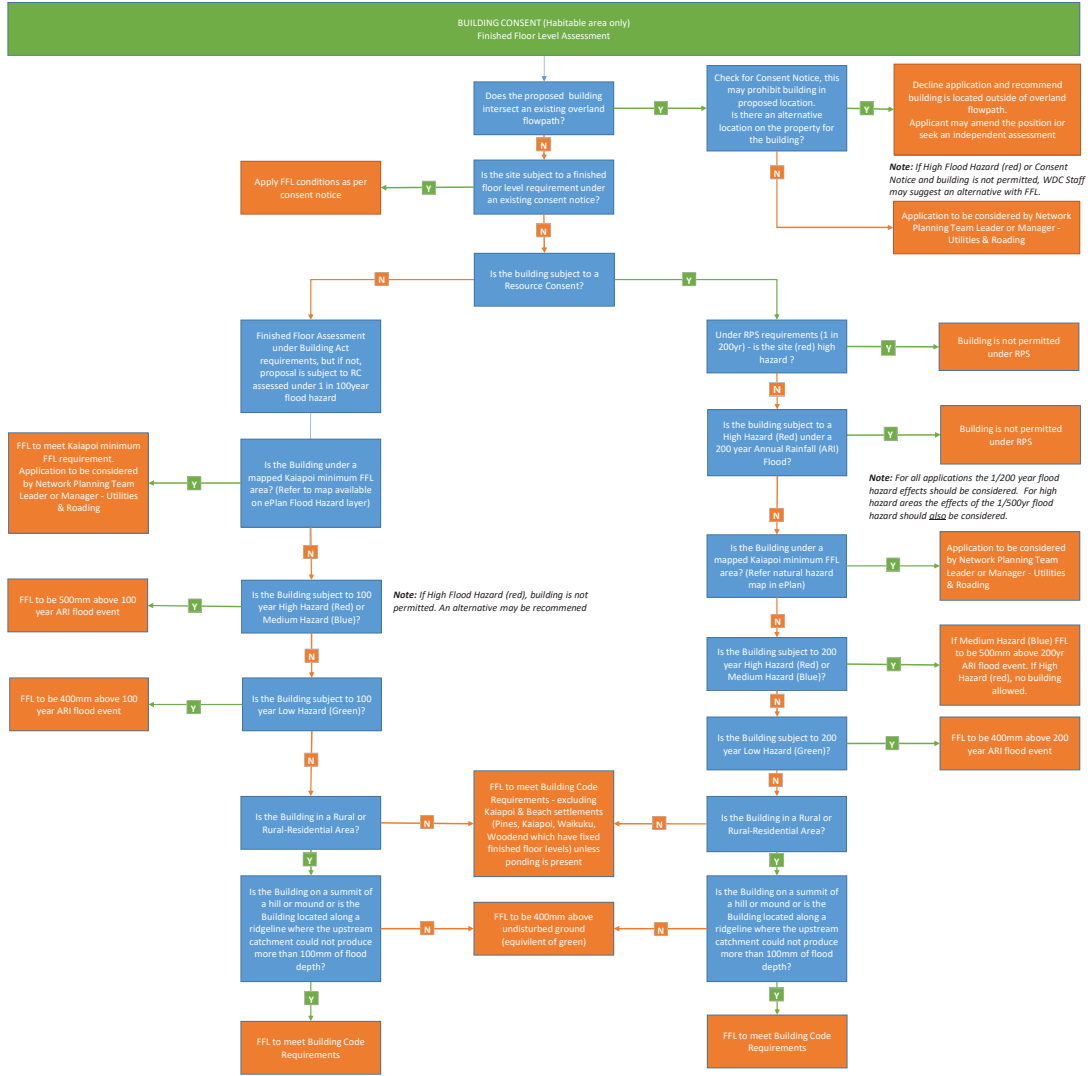 BUILDING CONSENT (Habitable area only)
Finished Floor Level Assessment
Does the proposed building
intersect an existing overland
flowpath?
Y
Check for Consent Notice, this
may prohibit building in
proposed location.
Is there an alternative
location on the property for
the building?
Y
Decline application and recommend
building is located outside of overland
flowpath.
Applicant may amend the position ior
seek an independent assessment
N
N
Note: If High Flood Hazard (red) or Consent
Notice and building is not permitted, WDC Staff
may suggest an alternative with FFL.
Apply FFL conditions as per
consent notice
Y
Is the site subject to a finished
floor level requirement under
an existing consent notice?
N
N
Application to be considered by Network
Planning Team Leader or Manager -
Utilities & Roading
Is the building subject to a
Resource Consent?
N
Y
Finished Floor Assessment
under Building Act
requirements, but if not,
proposal is subject to RC
assessed under 1 in 100year
flood hazard
Under RPS requirements (1 in
200yr) - is the site (red) high
hazard ?
Y
Building is not permitted
under RPS
N
Is the building subject to a
High Hazard (Red) under a
200 year Annual Rainfall (ARI)
Flood?
Y
Building is not permitted
under RPS
Note: For all applications the 1/200 year flood
hazard effects should be considered. For high
hazard areas the effects of the 1/500yr flood
hazard should also be considered.
FFL to meet Kaiapoi minimum
FFL requirement.
Application to be considered
by Network Planning Team
Leader or Manager - Utilities
& Roading
Y
Is the Building under a
mapped Kaiapoi minimum FFL
area? (Refer to map available
on ePlan Flood Hazard layer)
N
N
Is the Building under a
mapped Kaiapoi minimum FFL
area? (Refer natural hazard
map in ePlan)
Y
Application to be considered
by Network Planning Team
Leader or Manager - Utilities
& Roading
FFL to be 500mm above 100
year ARI flood event
Y
Is the Building subject to 100
year High Hazard (Red) or
Medium Hazard (Blue)?
Note: If High Flood Hazard (red), building is not
permitted. An alternative may be recommended
N
N
Is the Building subject to 200
year High Hazard (Red) or
Medium Hazard (Blue)?
Y
If Medium Hazard (Blue) FFL
to be 500mm above 200yr
ARI flood event. If High
Hazard (red), no building
allowed.
FFL to be 400mm above 100
year ARI flood event
Y
Is the Building subject to 100
year Low Hazard (Green)?
N
N
Is the Building subject to 200
year Low Hazard (Green)?
Y
FFL to be 400mm above 200
year ARI flood event
N
Is the Building in a Rural or
Rural-Residential Area?
N
FFL to meet Building Code
Requirements - excluding
Kaiapoi & Beach settlements
(Pines, Kaiapoi, Waikuku,
Woodend which have fixed
finished floor levels) unless
ponding is present
N
Is the Building in a Rural or
Rural-Residential Area?
Y
Y
Is the Building on a summit of
a hill or mound or is the
Building located along a
ridgeline where the upstream
catchment could not produce
more than 100mm of flood
depth?
N
FFL to be 400mm above
undisturbed ground
(equivilent of green)
N
Is the Building on a summit of
a hill or mound or is the
Building located along a
ridgeline where the upstream
catchment could not produce
more than 100mm of flood
depth?
Y
Y
FFL to meet Building Code
Requirements
FFL to meet Building Code
Requirements